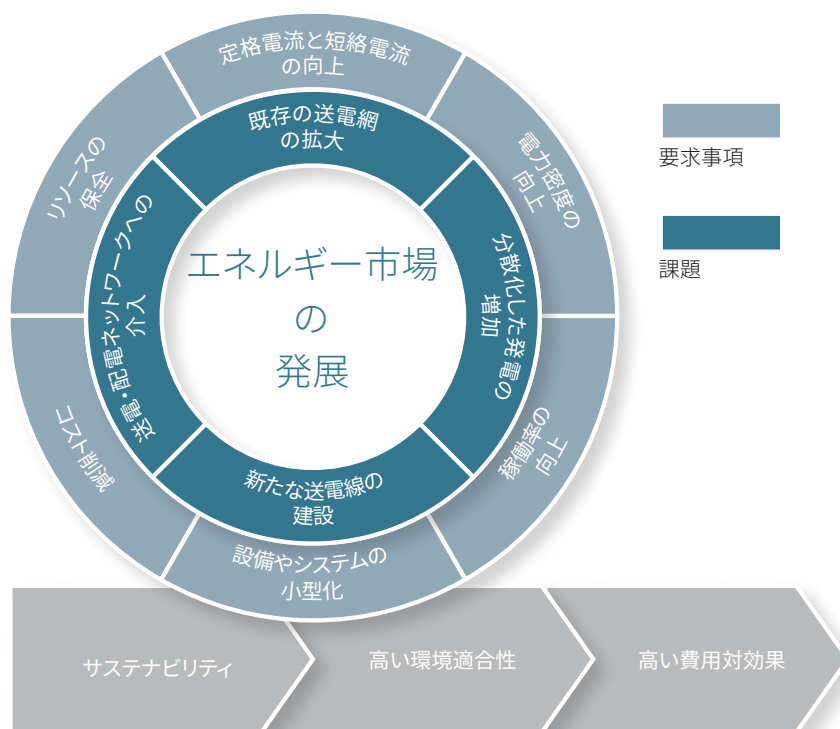 定格電流と短絡電流
の向上
既存の送電網
の拡大
リソースの
保全
電力密度の
向上
要求事項
課題
送電・配電ネットワークへの
介入
エネルギー市場
の
発展
分散化した発電の
増加
コスト削減
稼働率の
向上
新たな送電線の
建設
設備やシステムの
小型化
サステナビリティ
高い環境適合性
高い費用対効果